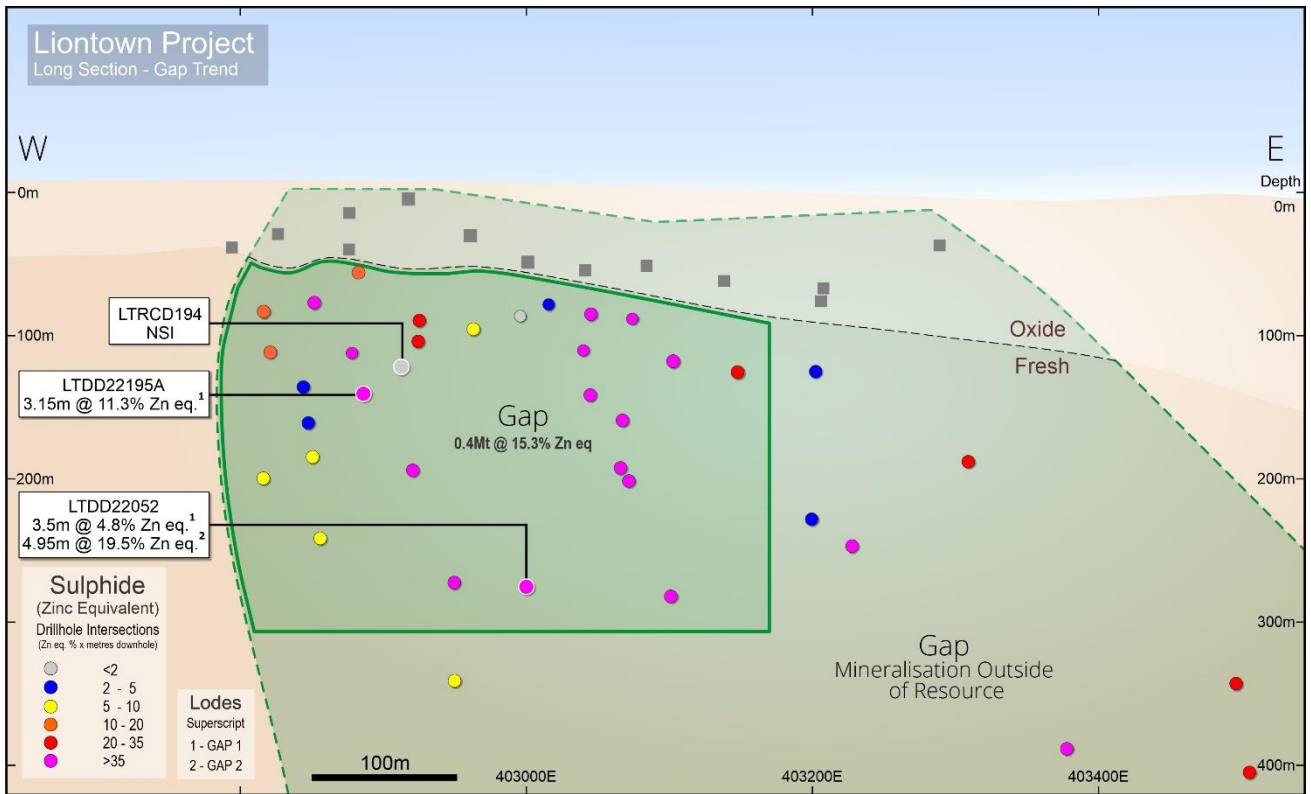 Liontown Project
Long Section - Gap Trend
W
E
Depth
0m
0m
LTRCD194
NSI
100m
Oxide
100m
Fresh
LTDD22195A
3.15m @ 11.3% Zn eq.¹
Gap
0.4Mt @ 15.3% Zn eq
200m
200m
LTDD22052
3.5m @ 4.8% Zn eq.¹
4.95m @ 19.5% Zn eq.²
Sulphide
(Zinc Equivalent)
Drillhole Intersections
(Zn eq. % x metres downhole)
<2
2 - 5
5 - 10
10 - 20
20 - 35
>35
Lodes
Superscript
1 - GAP 1
2 - GAP 2
300m
Gap
Mineralisation Outside
of Resource
100m
403000E
403200E
403400E
400m